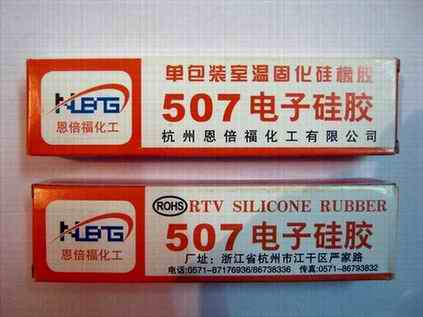 单包装室温固化硅橡胶
507电子硅胶
杭州恩倍福化工有限公司
NBG
恩倍福化工
ROHS RTV SILICONE RUBBER
507电子硅胶
厂址:浙江省杭州市江干区严家路
电话:0571-87176936/86738336 传真:0571-86793832
恩倍福化工